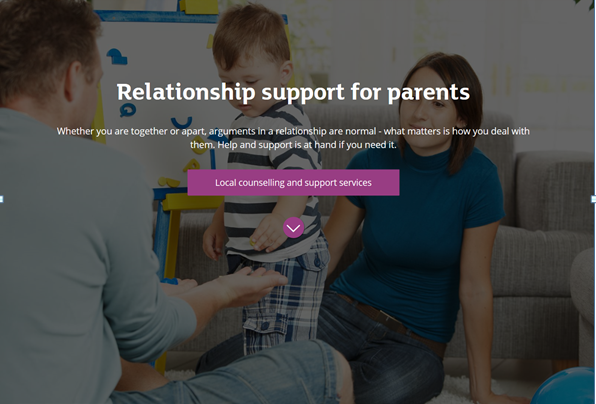 Relationship support for parents
Whether you are together or apart, arguments in a relationship are normal - what matters is how you deal with
them. Help and support is at hand if you need it.
Local counselling and support services